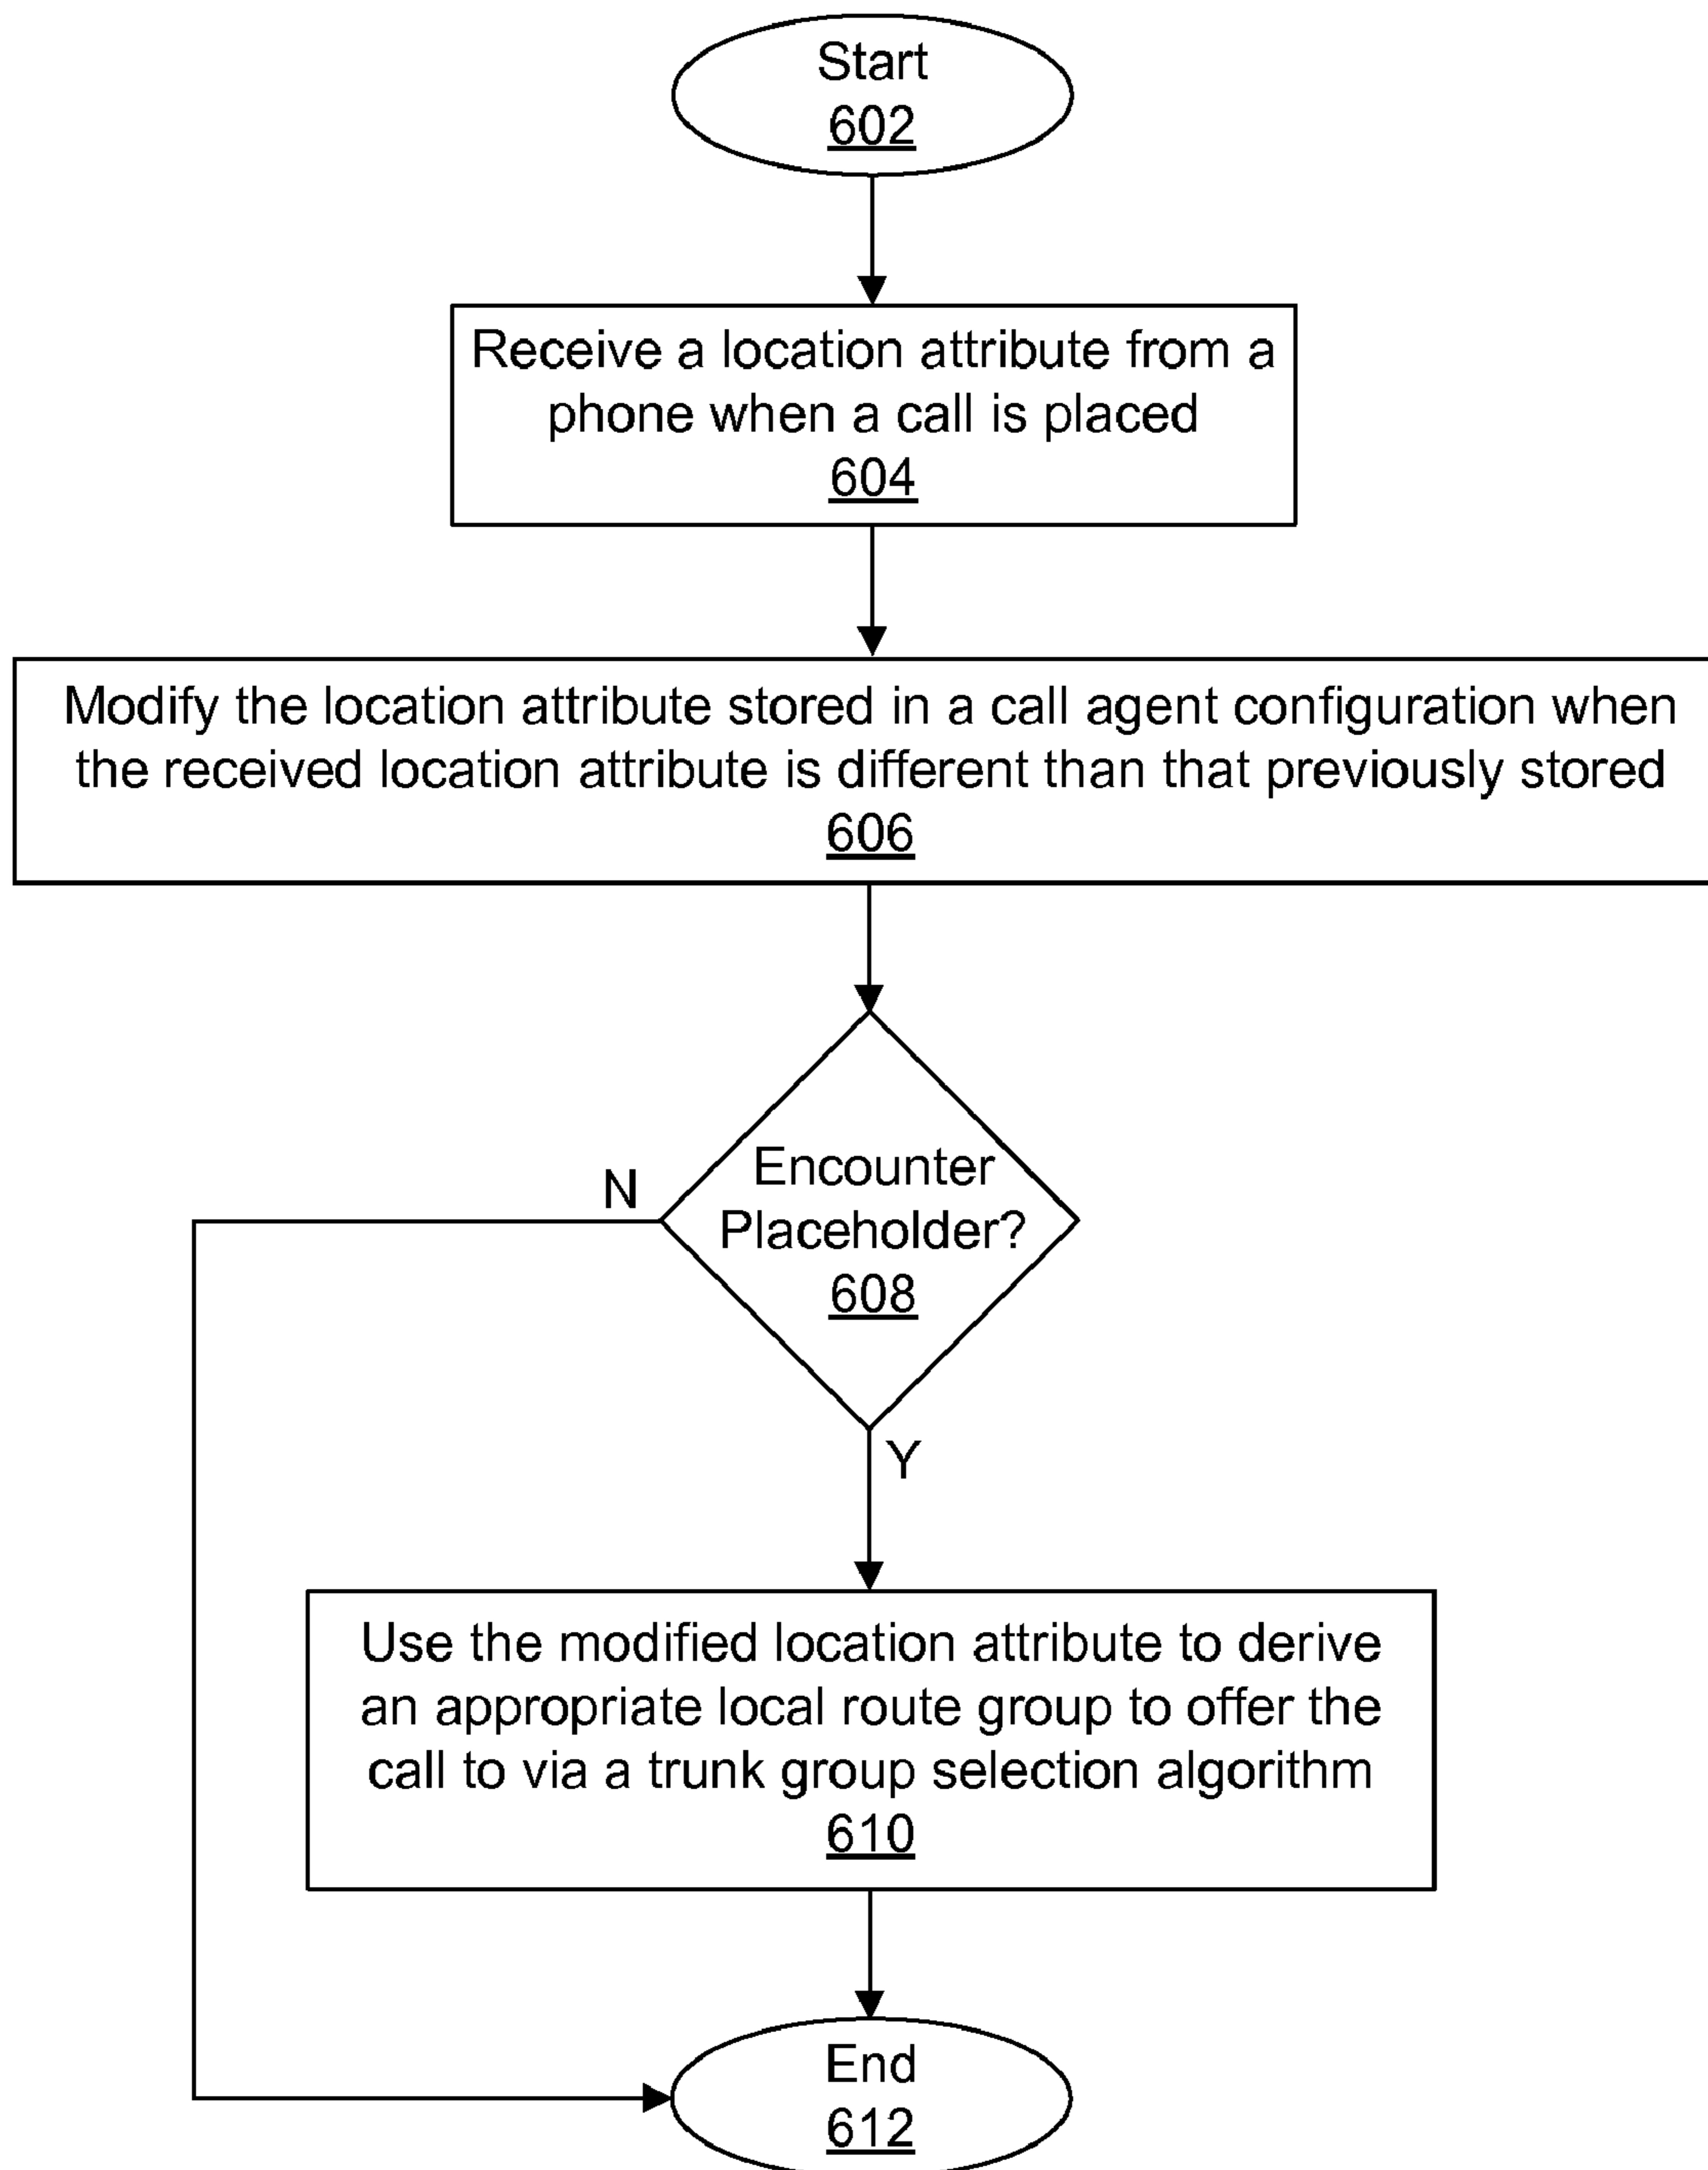 Start
602
Receive a location attribute from a
phone when a call is placed
604
Modify the location attribute stored in a call agent configuration when
the received location attribute is different than that previously stored
606
Encounter
Placeholder?
608
N
Y
Use the modified location attribute to derive
an appropriate local route group to offer the
call to via a trunk group selection algorithm
610
End
612